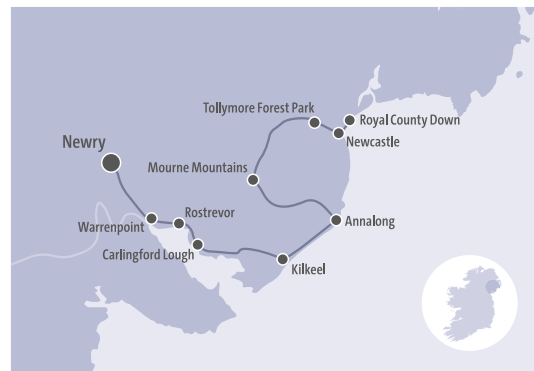 Tollymore Forest Park
Royal County Down
Newcastle
Newry
Mourne Mountains
Rostrevor
Warrenpoint
Annalong
Carlingford Lough
Kilkeel